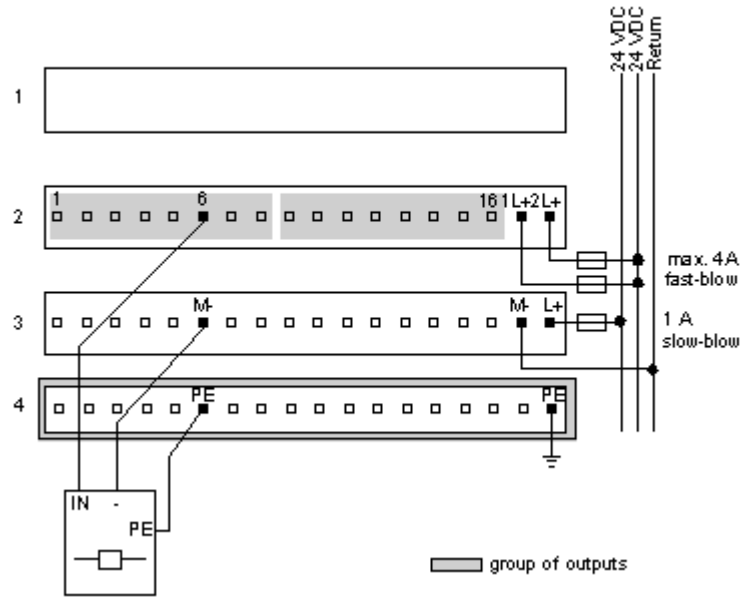 24 VDC
24 VDC
Return
1
2
1 6 16 1L+2L+
max. 4A
fast-blow
3
M- M- L+
1 A
slow-blow
4
PE PE
IN -
PE
group of outputs